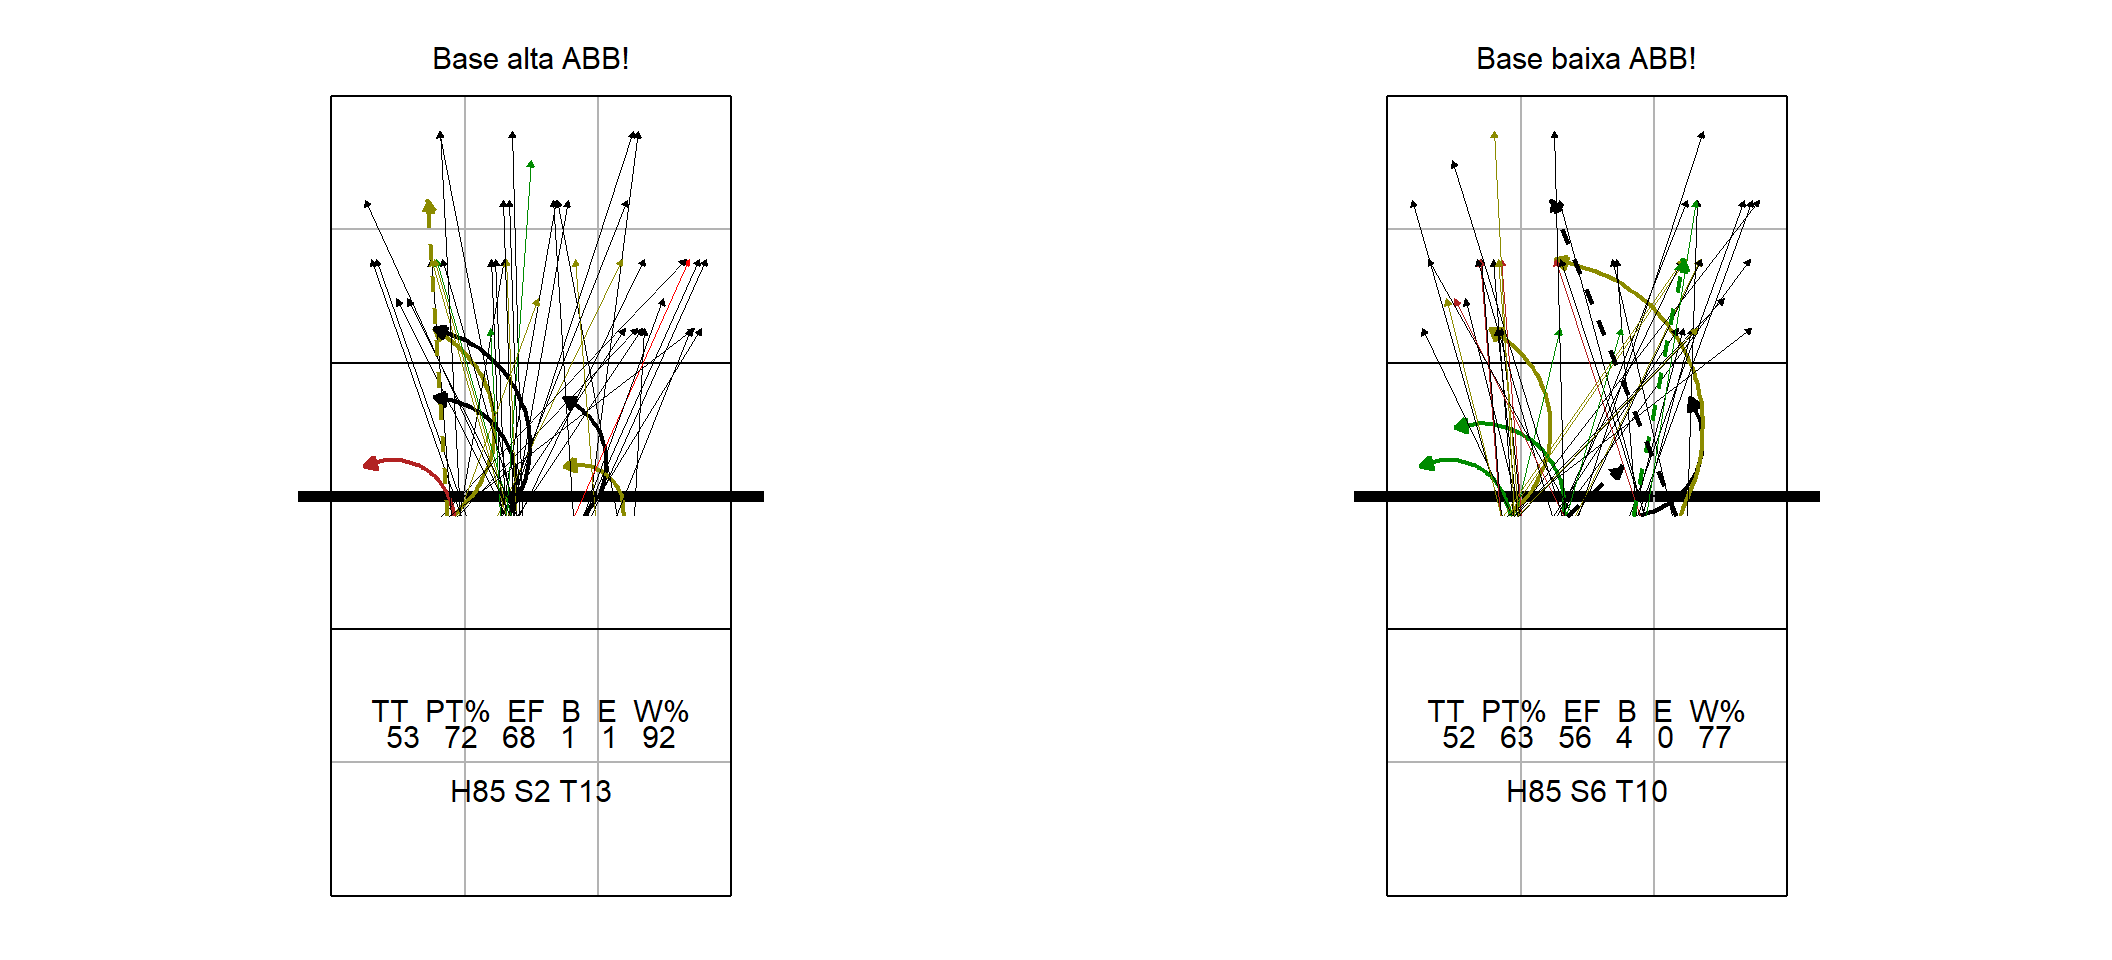 Base alta ABB!
TT PT% EF B E W%
53 72 68 1 1 92
H85 S2 T13
Base baixa ABB!
TT PT% EF B E W%
52 63 56 4 0 77
H85 S6 T10